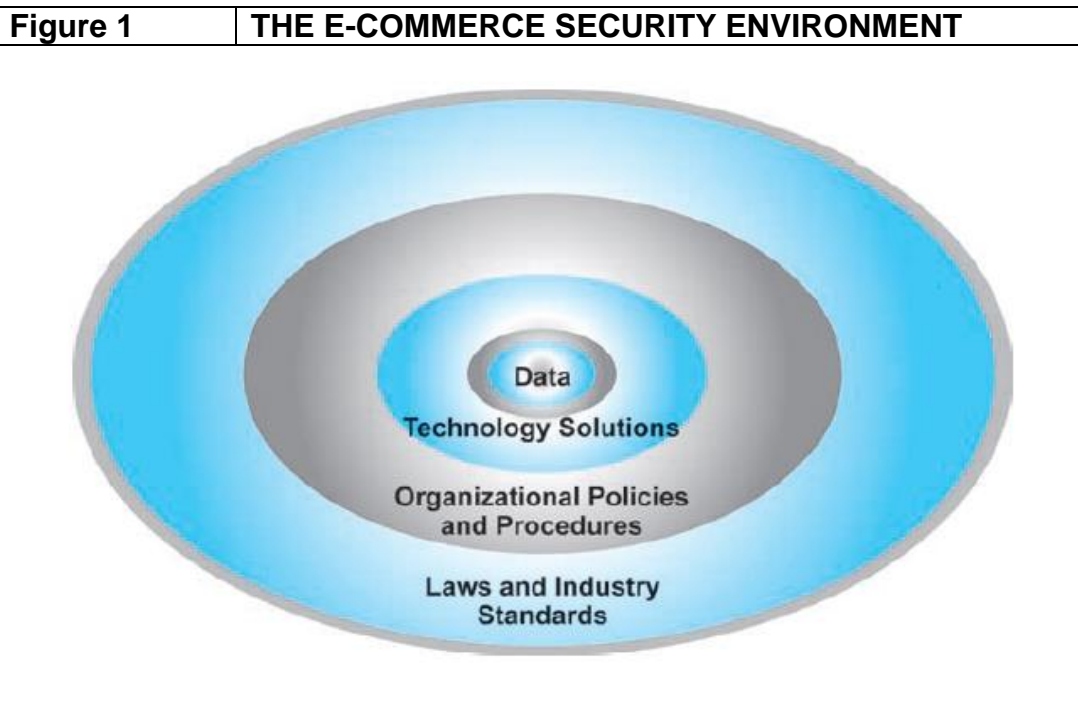 Figure 1 THE E-COMMERCE SECURITY ENVIRONMENT
Data
Technology Solutions
Organizational Policies
and Procedures
Laws and Industry
Standards